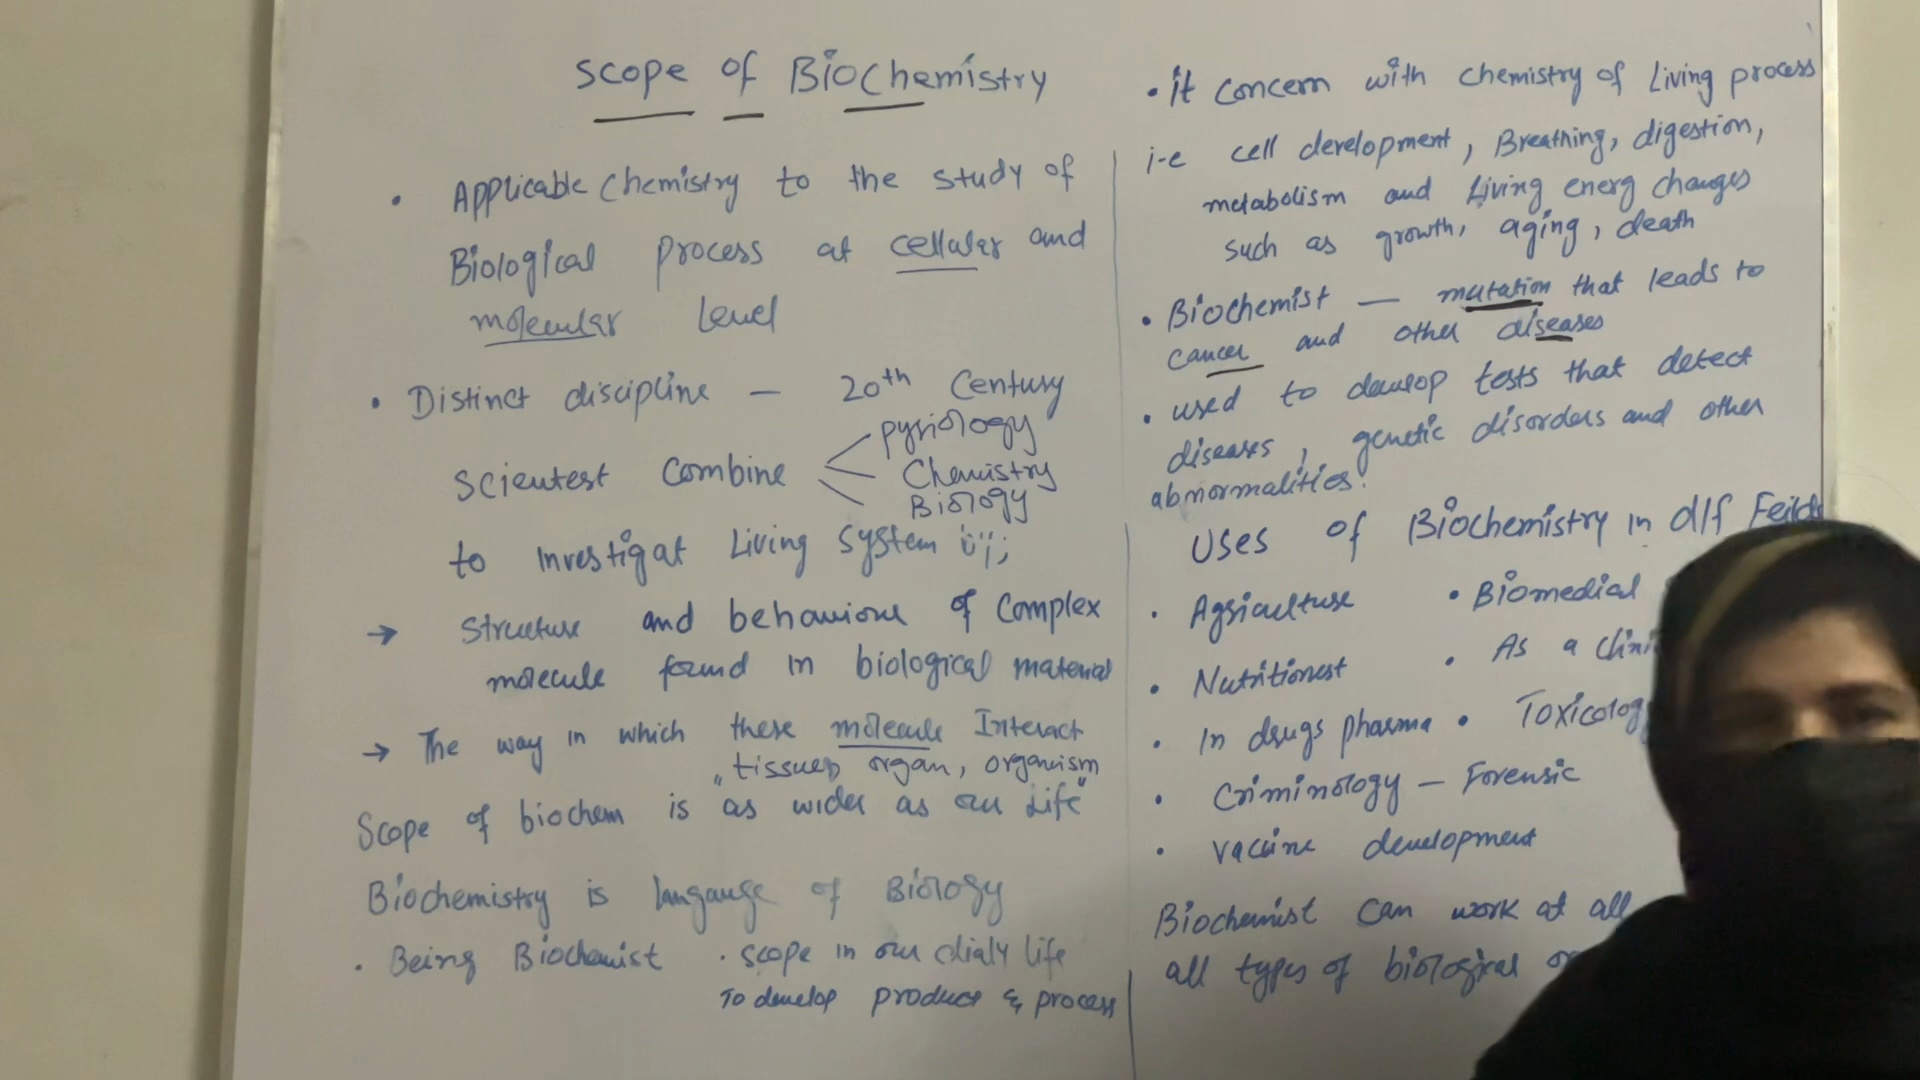 Scope of Biochemistry
• Applicable chemistry to the study of
Biological process at cellular and
molecular level
• Distinct discipline — 20th Century
pysiology
Scientest Combine Chemistry
Biology
to investigat Living system
→ Structure and behaviour of Complex
molecule found in biological material
→ The way in which these molecule Interact
"tissues, organ, organism
Scope of biochem is "as wider as our Life"
Biochemistry is langauge of Biology
• Being Biochemist • scope in our dialy life
To develop product & process
• it concern with chemistry of Living process
i-e cell development, Breathing, digestion,
metabolism and Living energ changes
such as growth, aging, death
• Biochemist — mutation that leads to
cancer and other diseases
• used to develop tests that detect
diseases, genetic disorders and other
abnormalities.
Uses of Biochemistry in d/f Feild
• Agriculture • Biomedial
• Nutritionest • As a
• In drugs pharma • Toxicolog
• Criminology — Forensic
• vaccine development
Biochemist can work at all
all types of biological